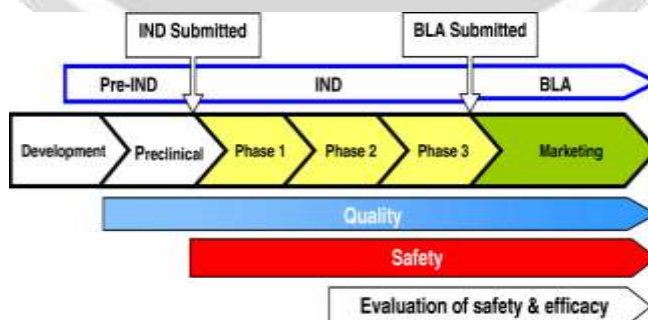 IND Submitted
BLA Submitted
Pre-IND
IND
BLA
Development
Preclinical
Phase 1
Phase 2
Phase 3
Marketing
Quality
Safety
Evaluation of safety & efficacy